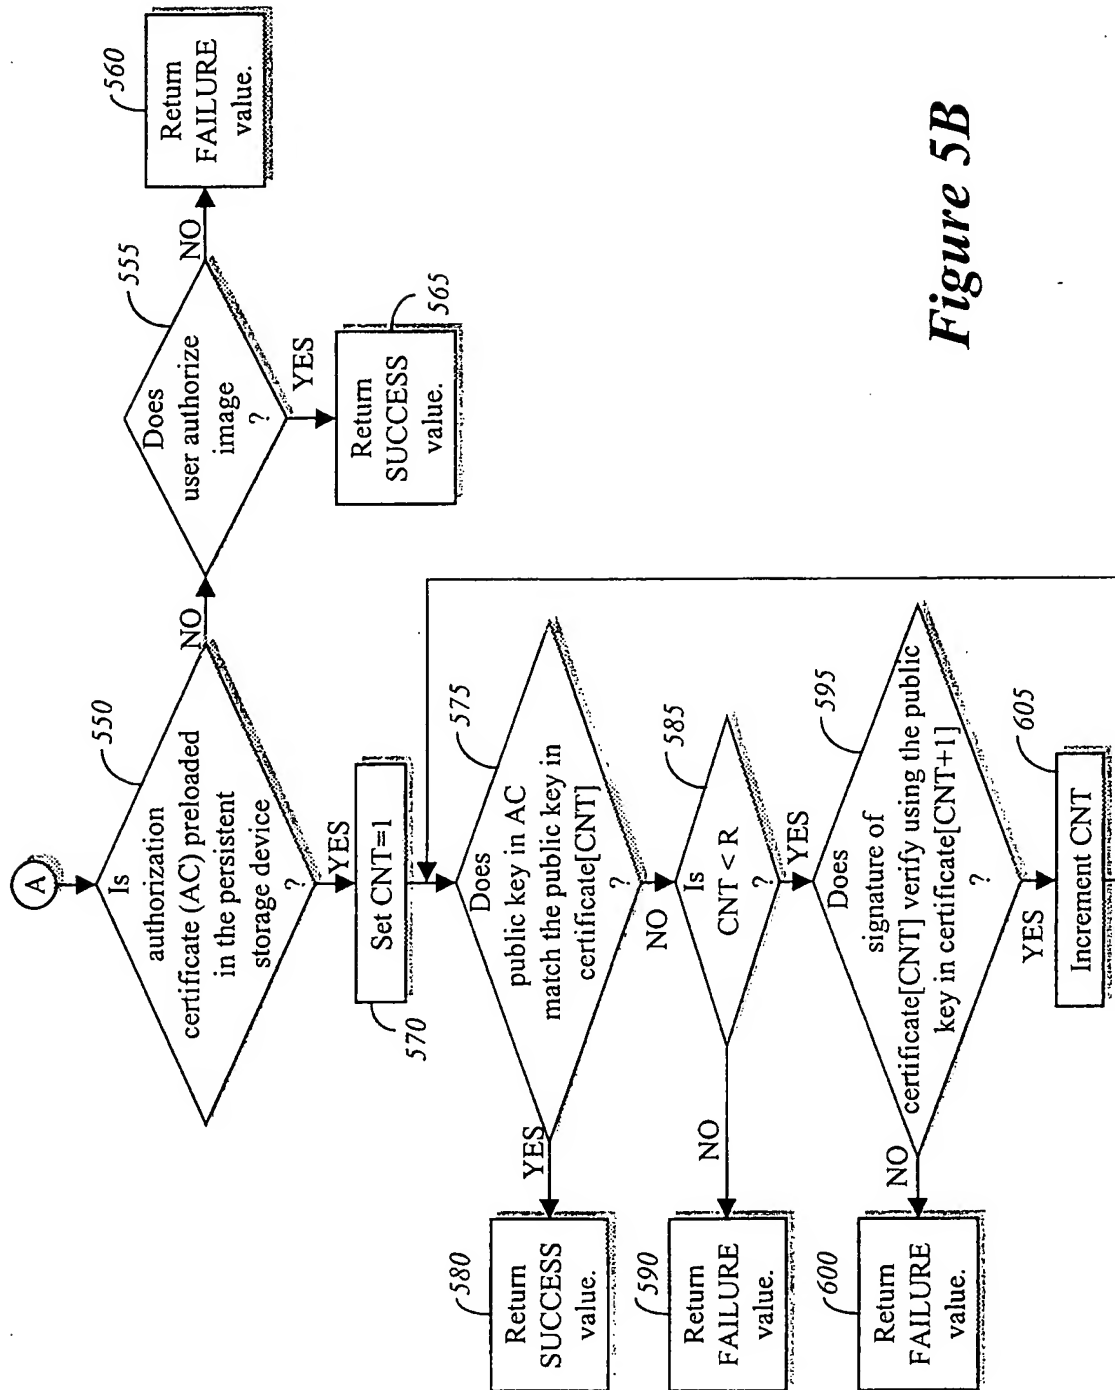 A
550
Is
authorization
certificate (AC) preloaded
in the persistent
storage device
?
NO
YES
555
Does
user authorize
image
?
NO
YES
560
Return
FAILURE
value.
565
Return
SUCCESS
value.
570
Set CNT=1
575
Does
public key in AC
match the public key in
certificate[CNT]
?
YES
NO
580
Return
SUCCESS
value.
585
Is
CNT < R
?
NO
YES
590
Return
FAILURE
value.
595
Does
signature of
certificate[CNT] verify using the public
key in certificate[CNT+1]
?
NO
YES
600
Return
FAILURE
value.
605
Increment CNT
Figure 5B